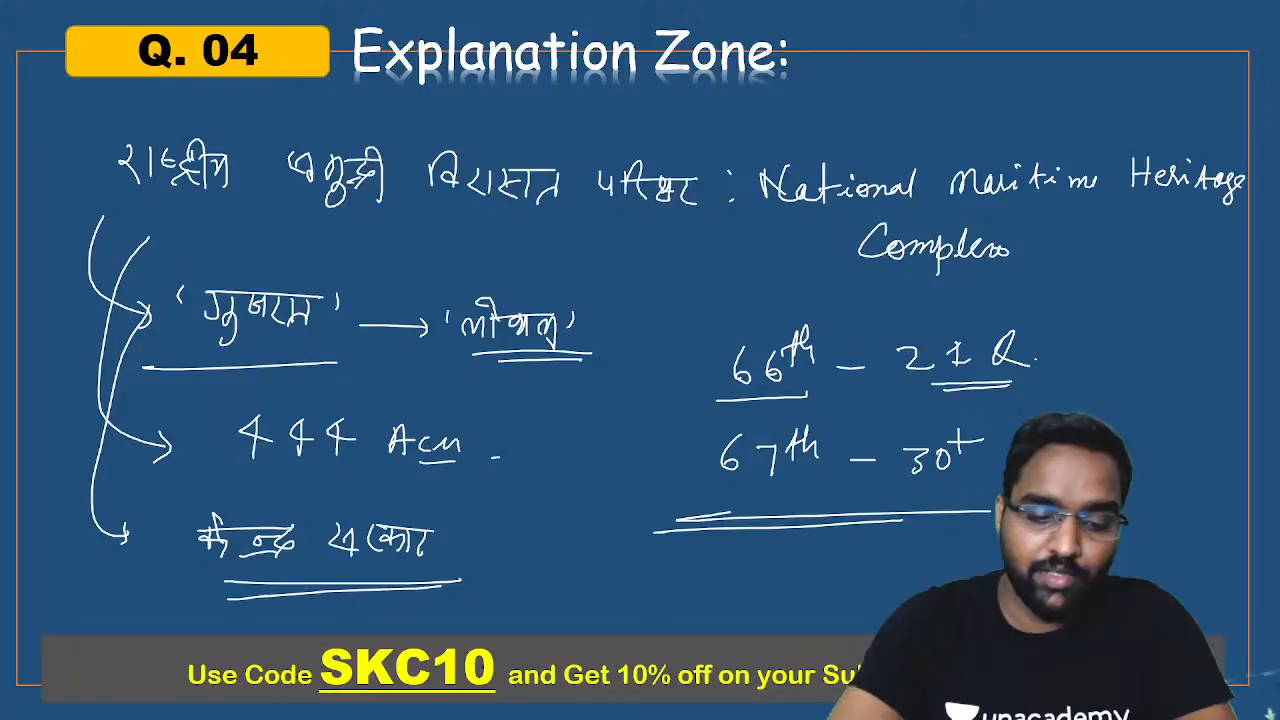 Q. 04 Explanation Zone:
राष्ट्रीय समुद्री विरासत परिसर : National Maritime Heritage
Complex
'गुजरात' → 'लोथल'
66th – 21 Q.
444 Acre
67th – 30+
केन्द्र सरकार
Use Code SKC10 and Get 10% off on your Su
unacademy